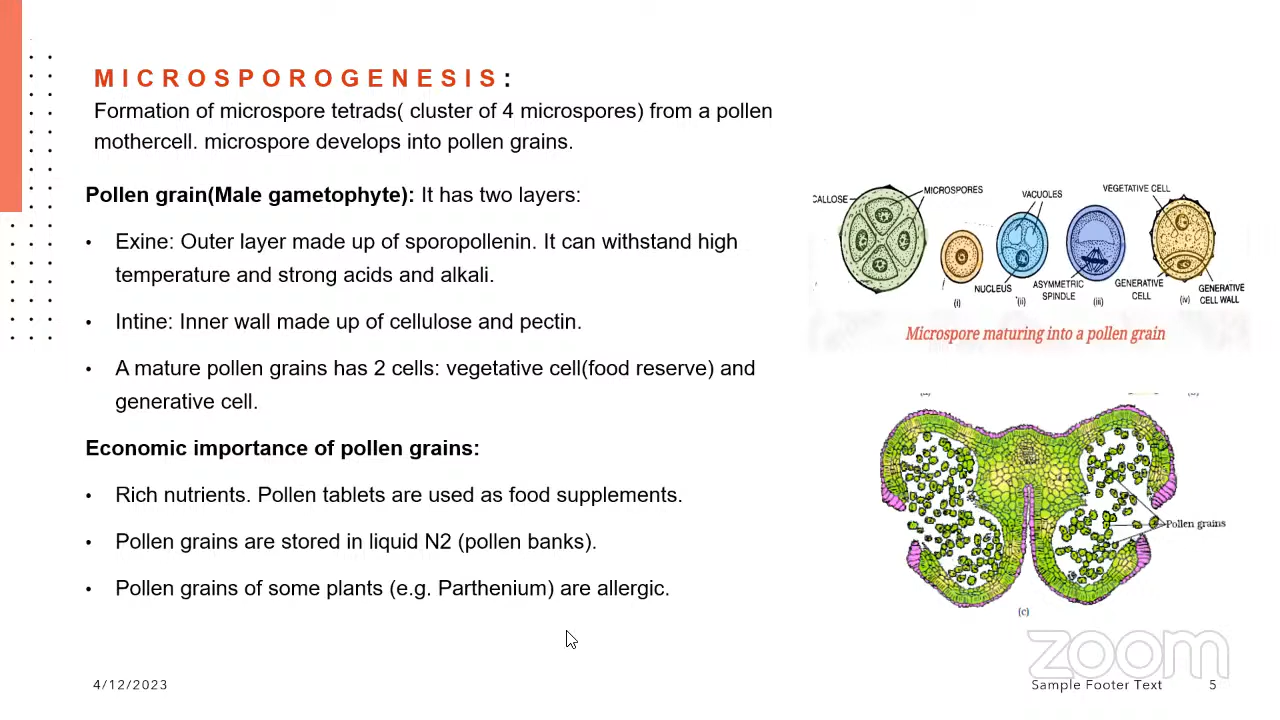 MICROSPOROGENESIS:
Formation of microspore tetrads( cluster of 4 microspores) from a pollen
mothercell. microspore develops into pollen grains.
Pollen grain(Male gametophyte): It has two layers:
• Exine: Outer layer made up of sporopollenin. It can withstand high
temperature and strong acids and alkali.
• Intine: Inner wall made up of cellulose and pectin.
• A mature pollen grains has 2 cells: vegetative cell(food reserve) and
generative cell.
Economic importance of pollen grains:
• Rich nutrients. Pollen tablets are used as food supplements.
• Pollen grains are stored in liquid N2 (pollen banks).
• Pollen grains of some plants (e.g. Parthenium) are allergic.
CALLOSE
MICROSPORES
VACUOLES
VEGETATIVE CELL
NUCLEUS
ASYMMETRIC
SPINDLE
GENERATIVE
CELL
GENERATIVE
CELL WALL
(i)
(ii)
(iii)
(iv)
Microspore maturing into a pollen grain
Pollen grains
(c)
zoom
4/12/2023
Sample Footer Text
5